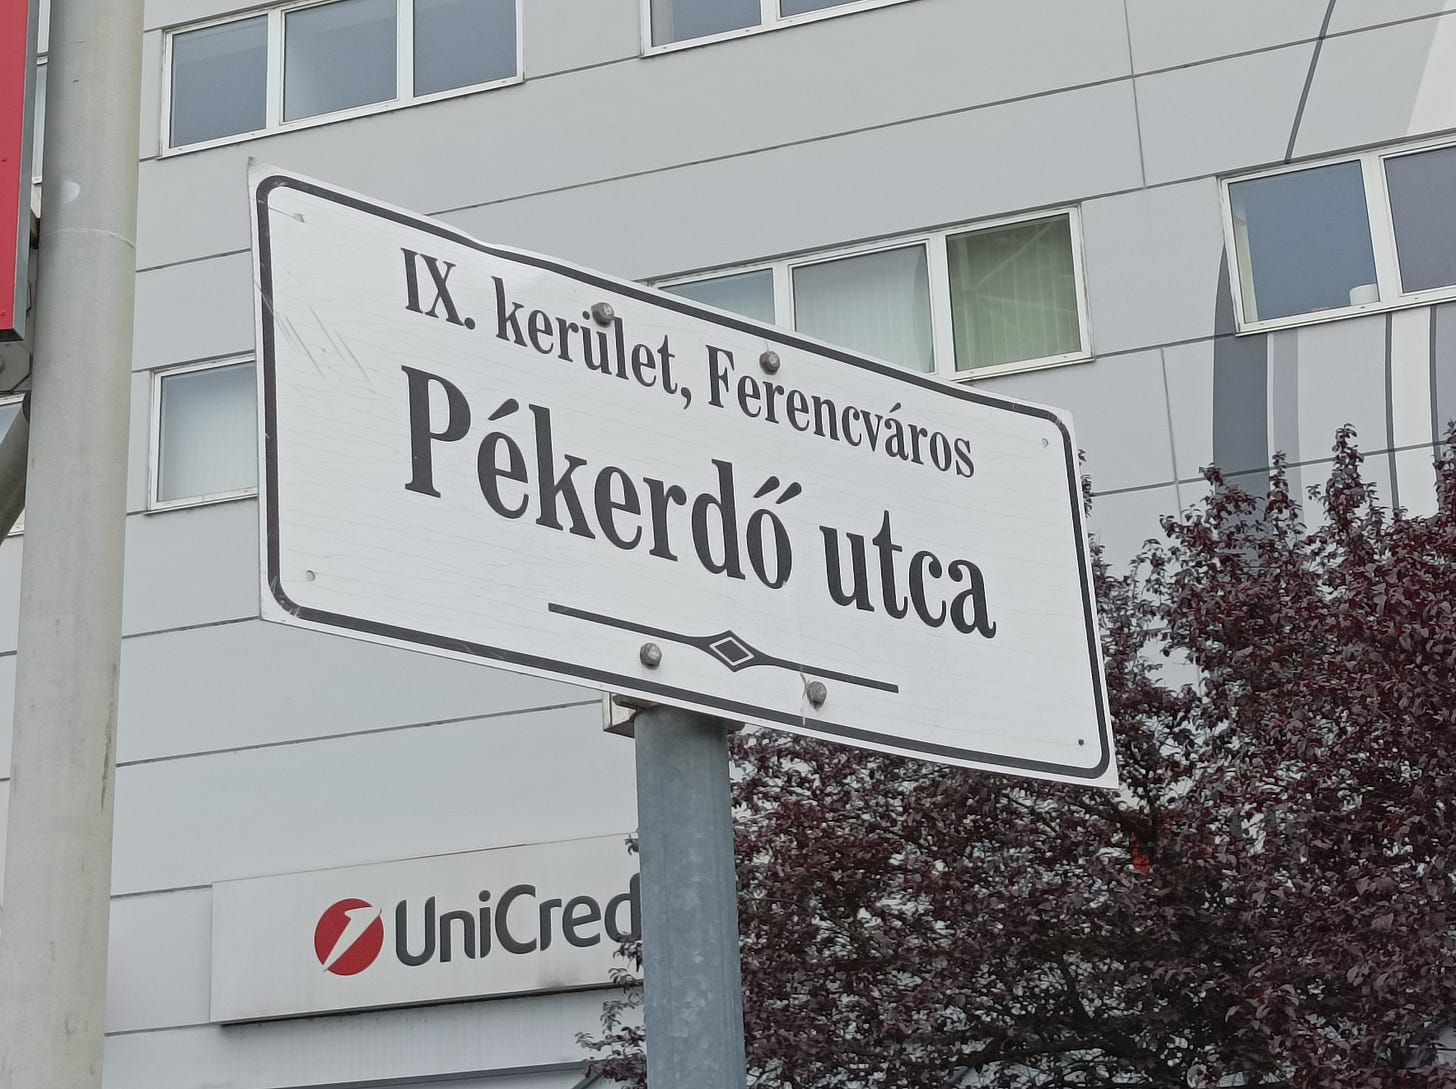 IX. kerület, Ferencváros
Pékerdő utca
UniCred